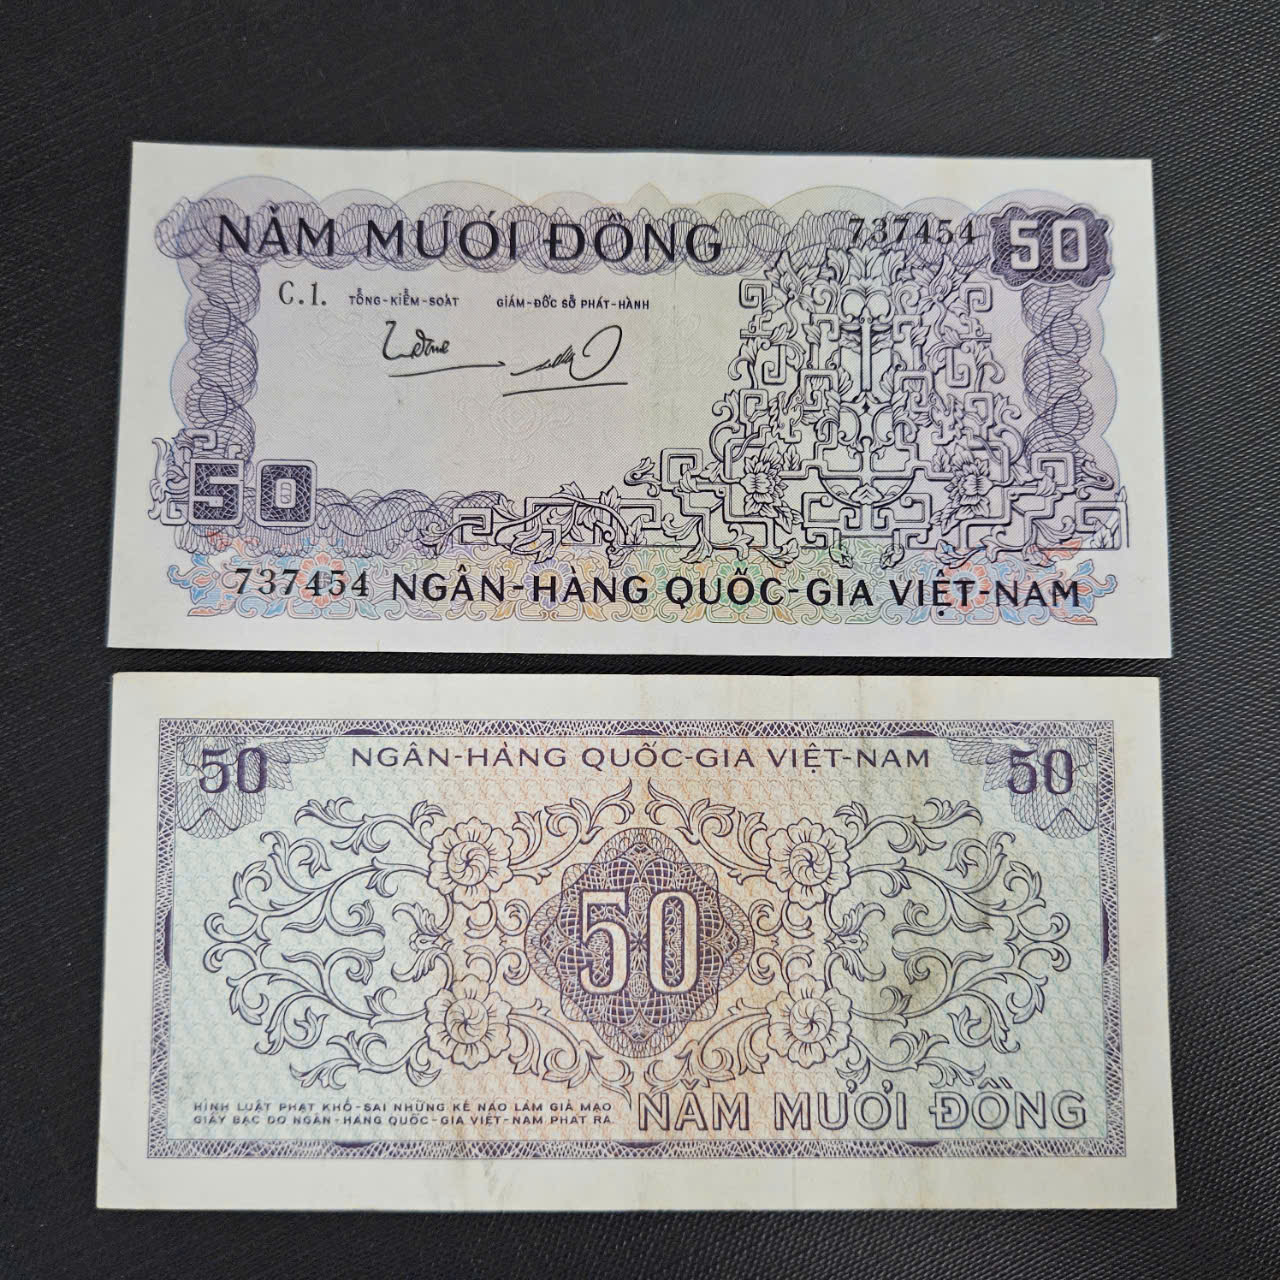 NĂM MƯƠI ĐỒNG
737454
50
C.1.
TỔNG-KIỂM-SOÁT
GIÁM-ĐỐC SỞ PHÁT-HÀNH
50
737454
NGÂN-HÀNG QUỐC-GIA VIỆT-NAM
50
NGÂN-HÀNG QUỐC-GIA VIỆT-NAM
50
50
HÌNH LUẬT PHẠT KHỔ-SAI NHỮNG KẺ NÀO LÀM GIẢ MẠO
GIẤY BẠC DO NGÂN-HÀNG QUỐC-GIA VIỆT-NAM PHÁT RA.
NĂM MƯƠI ĐỒNG